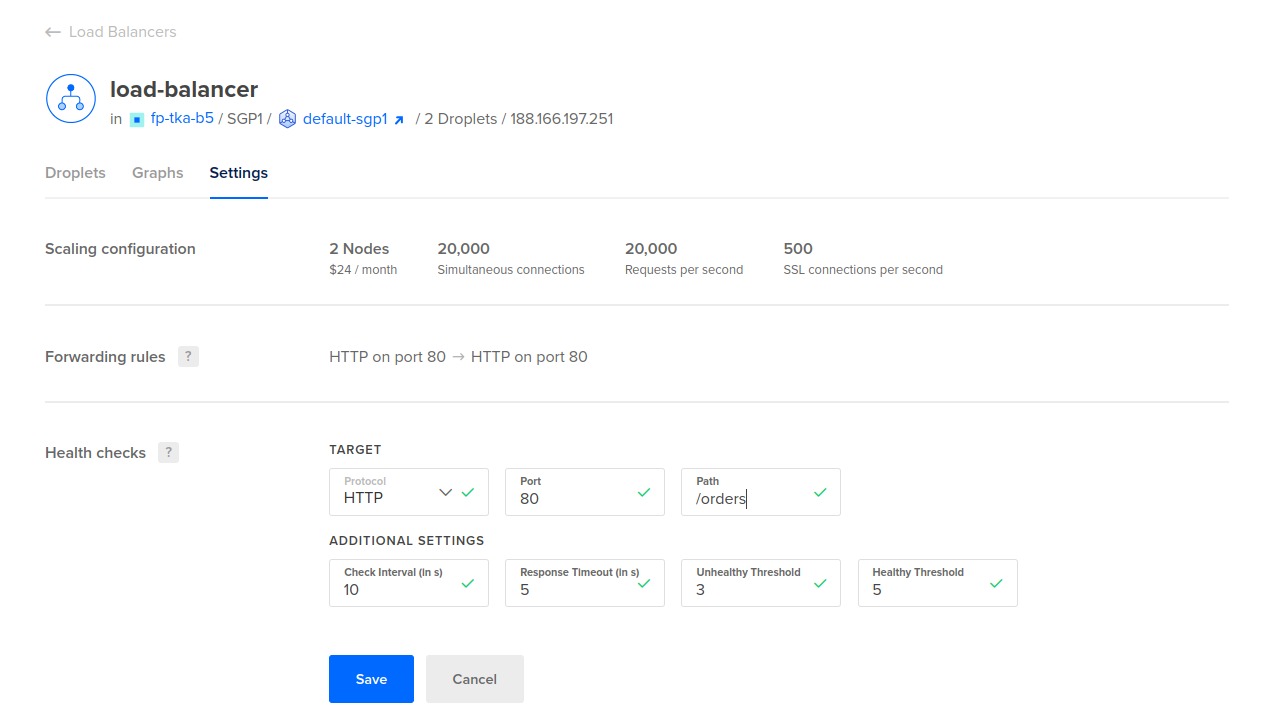 ← Load Balancers
load-balancer
in fp-tka-b5 / SGP1 / default-sgp1 / 2 Droplets / 188.166.197.251
Droplets Graphs Settings
Scaling configuration 2 Nodes 20,000 20,000 500
$24 / month Simultaneous connections Requests per second SSL connections per second
Forwarding rules ? HTTP on port 80 → HTTP on port 80
Health checks ? TARGET
Protocol Port Path
HTTP 80 /orders
ADDITIONAL SETTINGS
Check Interval (In s) Response Timeout (In s) Unhealthy Threshold Healthy Threshold
10 5 3 5
Save Cancel